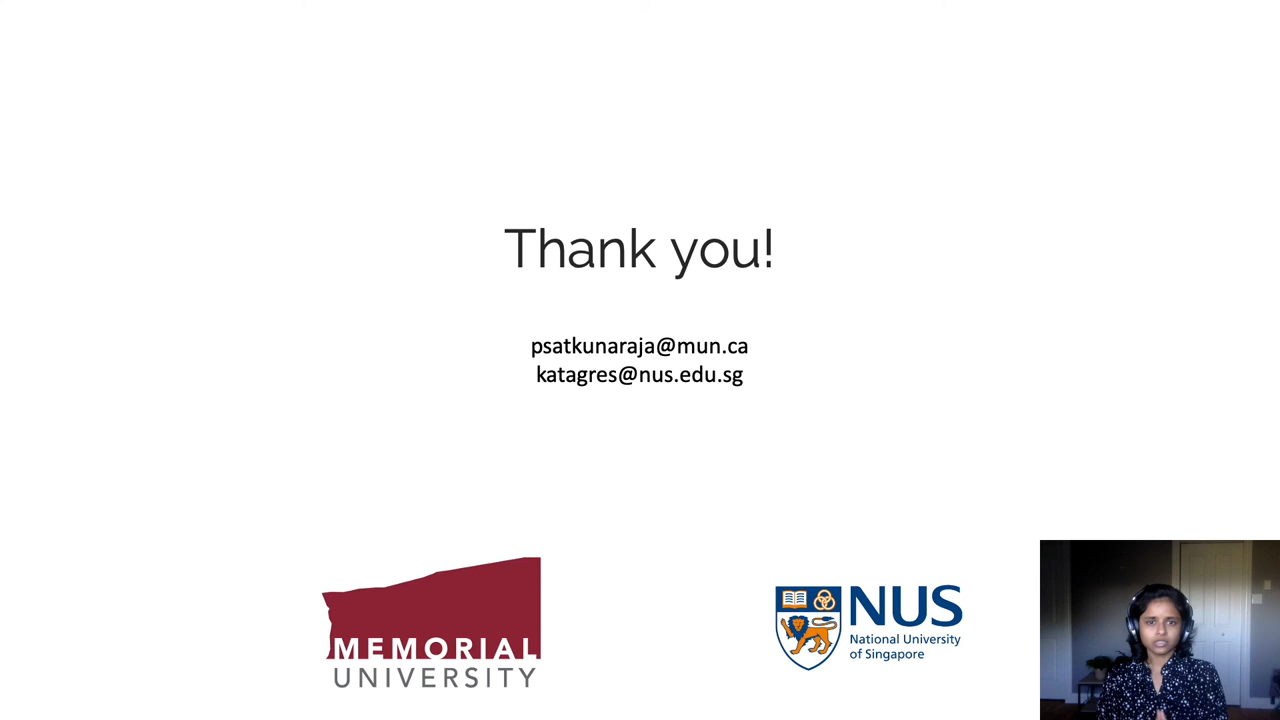 Thank you!
psatkunaraja@mun.ca
katagres@nus.edu.sg
MEMORIAL
UNIVERSITY
NUS
National University
of Singapore